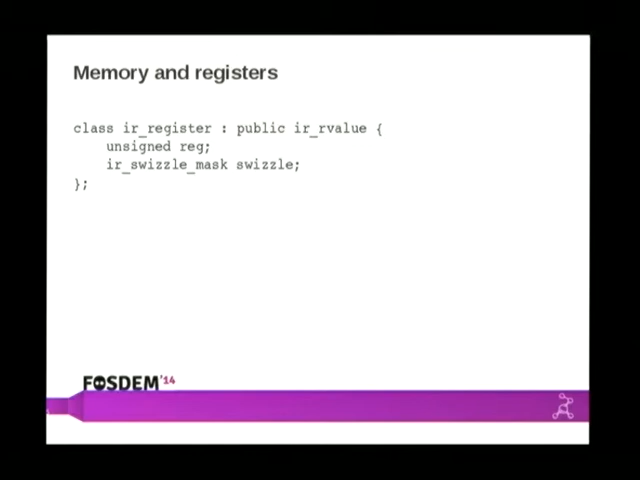 Memory and registers
class ir_register : public ir_rvalue {
    unsigned reg;
    ir_swizzle_mask swizzle;
};
FOSDEM'14